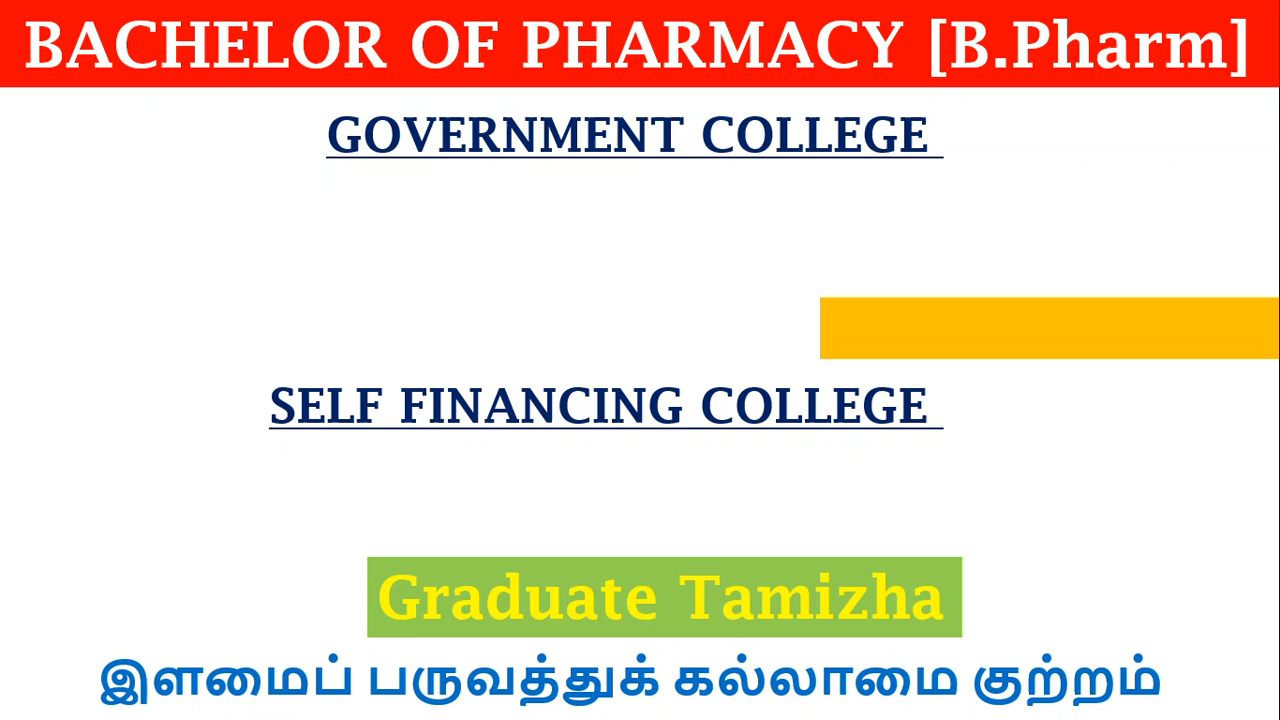 BACHELOR OF PHARMACY [B.Pharm]
GOVERNMENT COLLEGE
SELF FINANCING COLLEGE
Graduate Tamizha
இளமைப் பருவத்துக் கல்லாமை குற்றம்